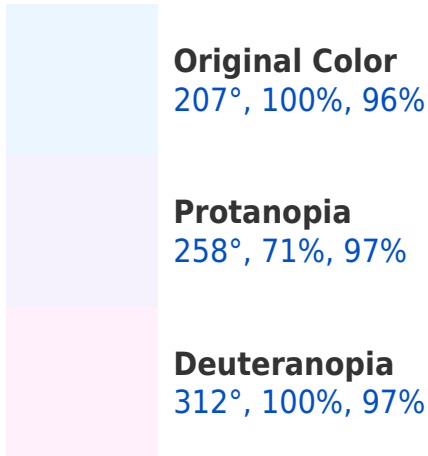 Original Color
207°, 100%, 96%
Protanopia
258°, 71%, 97%
Deuteranopia
312°, 100%, 97%